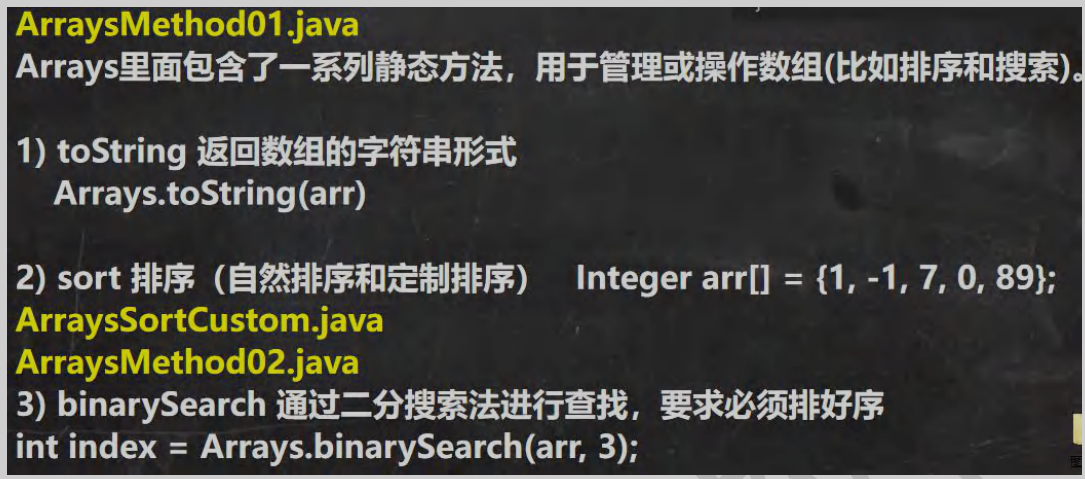 ArraysMethod01.java
Arrays里面包含了一系列静态方法，用于管理或操作数组(比如排序和搜索)。
1) toString 返回数组的字符串形式
Arrays.toString(arr)
2) sort 排序（自然排序和定制排序） Integer arr[] = {1, -1, 7, 0, 89};
ArraysSortCustom.java
ArraysMethod02.java
3) binarySearch 通过二分搜索法进行查找，要求必须排好序
int index = Arrays.binarySearch(arr, 3);